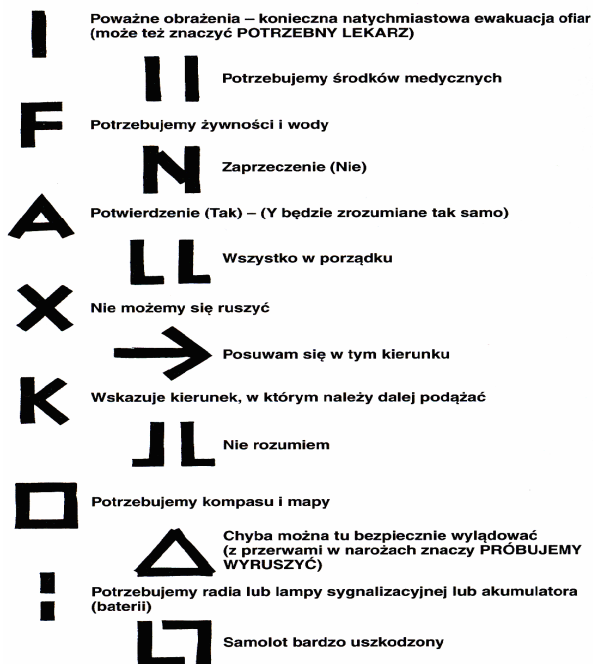 I Poważne obrażenia – konieczna natychmiastowa ewakuacja ofiar
(może też znaczyć POTRZEBNY LEKARZ)
I I Potrzebujemy środków medycznych
F Potrzebujemy żywności i wody
N Zaprzeczenie (Nie)
A Potwierdzenie (Tak) – (Y będzie zrozumiane tak samo)
LL Wszystko w porządku
X Nie możemy się ruszyć
→ Posuwam się w tym kierunku
K Wskazuje kierunek, w którym należy dalej podążać
⅃L Nie rozumiem
□ Potrzebujemy kompasu i mapy
△ Chyba można tu bezpiecznie wylądować
(z przerwami w narożach znaczy PRÓBUJEMY
WYRUSZYĆ)
Potrzebujemy radia lub lampy sygnalizacyjnej lub akumulatora
(baterii)
Samolot bardzo uszkodzony